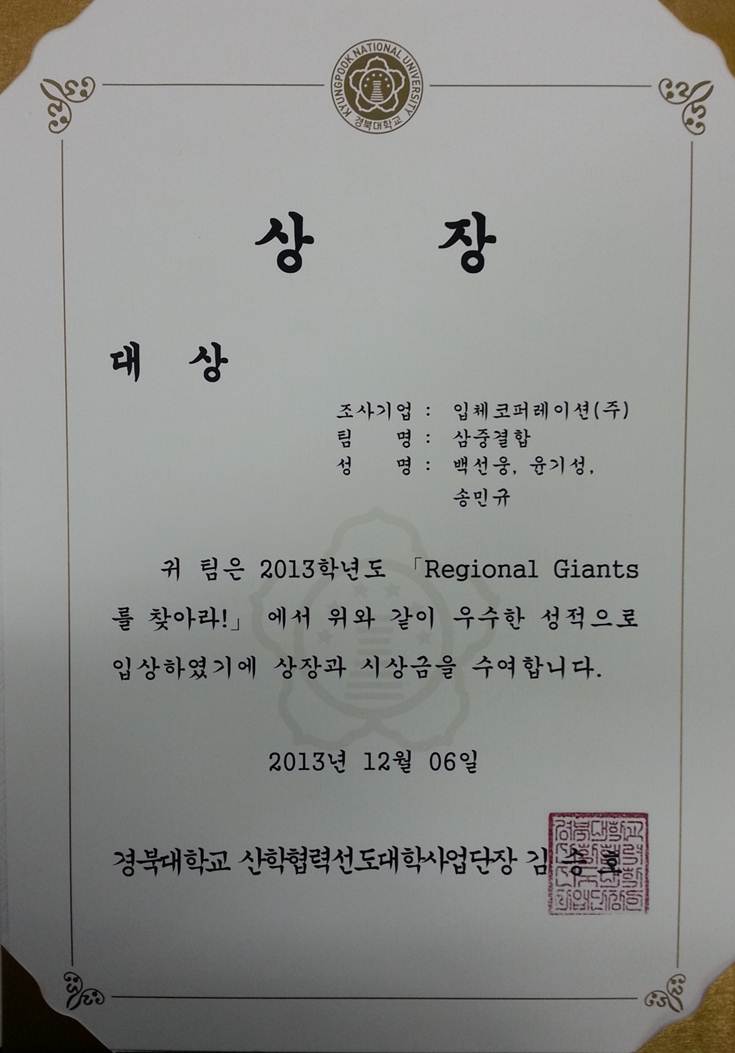 KYUNGPOOK NATIONAL UNIVERSITY
경북대학교
상 장
대 상
조사기업 : 입체코퍼레이션(주)
팀 명 : 삼중결합
성 명 : 백선웅, 윤기성,
송민규
귀 팀은 2013학년도 「Regional Giants
를 찾아라!」 에서 위와 같이 우수한 성적으로
입상하였기에 상장과 시상금을 수여합니다.
2013년 12월 06일
경북대학교 산학협력선도대학사업단장 김 승 호